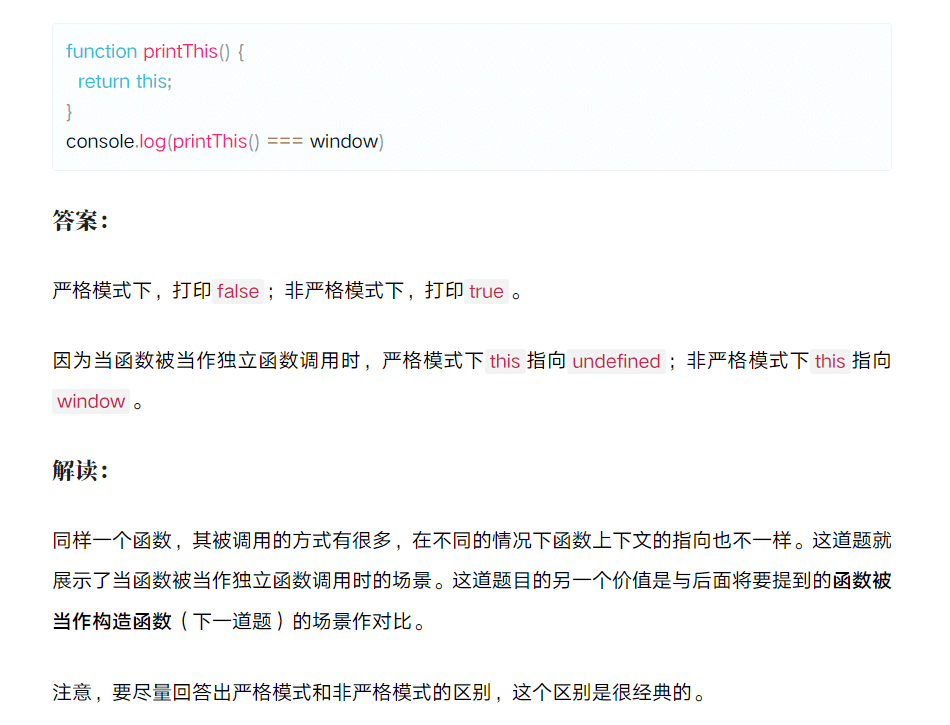 function printThis() {
  return this;
}
console.log(printThis() === window)
答案：
严格模式下，打印 false ；非严格模式下，打印 true 。
因为当函数被当作独立函数调用时，严格模式下 this 指向 undefined ；非严格模式下 this 指向
window 。
解读：
同样一个函数，其被调用的方式有很多，在不同的情况下函数上下文的指向也不一样。这道题就
展示了当函数被当作独立函数调用时的场景。这道题目的另一个价值是与后面将要提到的函数被
当作构造函数（下一道题）的场景作对比。
注意，要尽量回答出严格模式和非严格模式的区别，这个区别是很经典的。